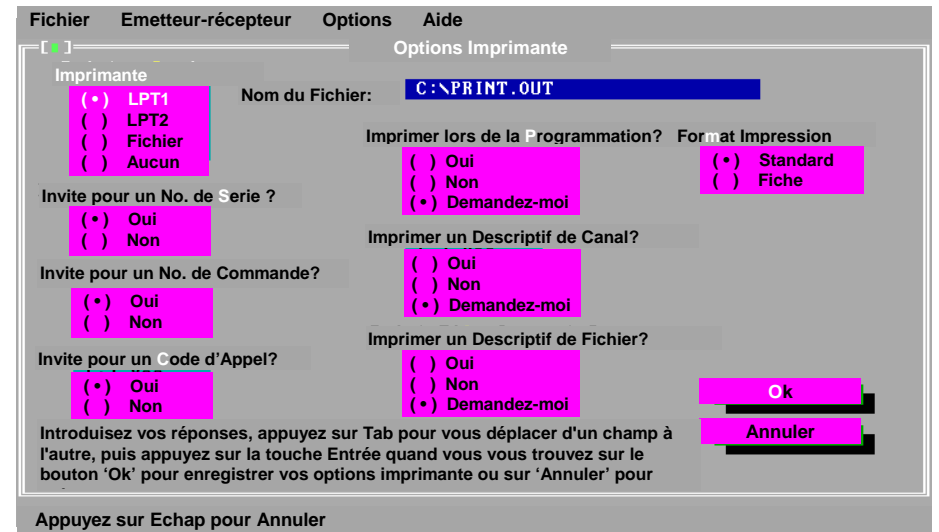 Fichier Emetteur-récepteur Options Aide
[ ] Options Imprimante
Imprimante
(•) LPT1
( ) LPT2
( ) Fichier
( ) Aucun
Nom du Fichier: C:\PRINT.OUT
Imprimer lors de la Programmation?
( ) Oui
( ) Non
(•) Demandez-moi
Format Impression
(•) Standard
( ) Fiche
Invite pour un No. de Serie ?
(•) Oui
( ) Non
Imprimer un Descriptif de Canal?
( ) Oui
( ) Non
(•) Demandez-moi
Invite pour un No. de Commande?
(•) Oui
( ) Non
Imprimer un Descriptif de Fichier?
( ) Oui
( ) Non
(•) Demandez-moi
Invite pour un Code d'Appel?
(•) Oui
( ) Non
Ok
Annuler
Introduisez vos réponses, appuyez sur Tab pour vous déplacer d'un champ à
l'autre, puis appuyez sur la touche Entrée quand vous vous trouvez sur le
bouton ‘Ok’ pour enregistrer vos options imprimante ou sur ‘Annuler’ pour
Appuyez sur Echap pour Annuler